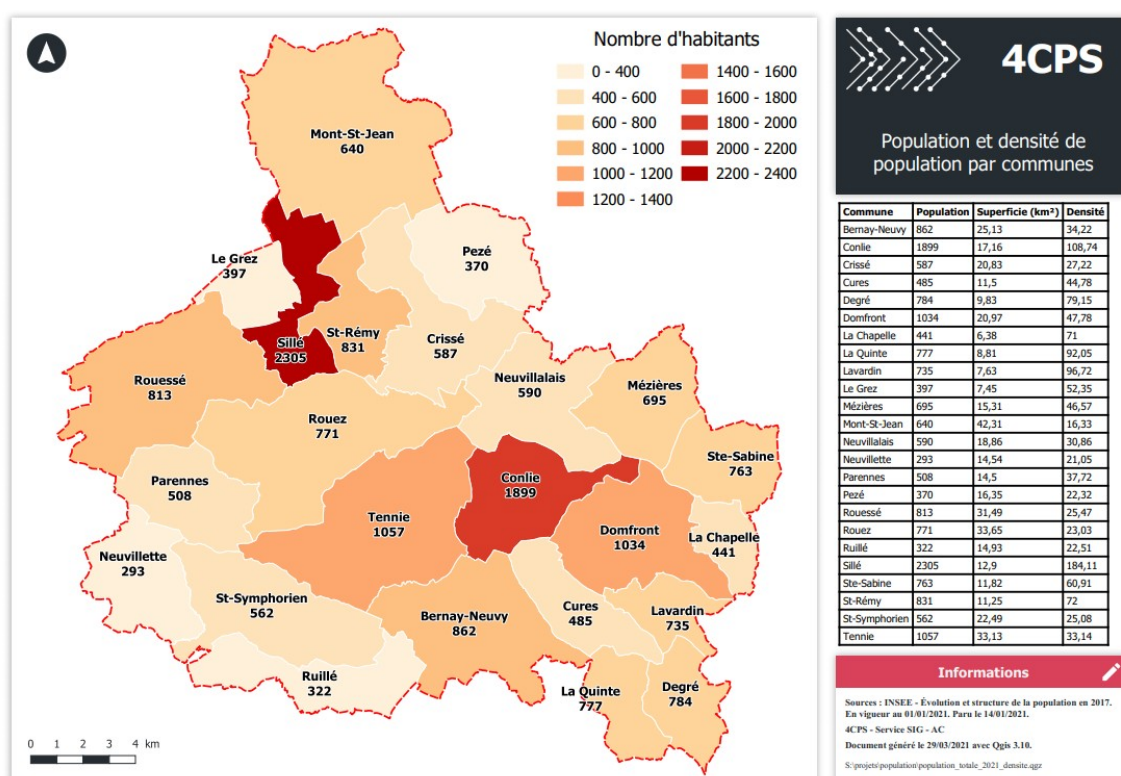 Nombre d'habitants
0 - 400
400 - 600
600 - 800
800 - 1000
1000 - 1200
1200 - 1400
1400 - 1600
1600 - 1800
1800 - 2000
2000 - 2200
2200 - 2400
Mont-St-Jean
640
Le Grez
397
Pezé
370
Sillé
2305
St-Rémy
831
Crissé
587
Rouessé
813
Neuvillalais
590
Mézières
695
Rouez
771
Ste-Sabine
763
Parennes
508
Conlie
1899
Tennie
1057
Domfront
1034
La Chapelle
441
Neuvillette
293
St-Symphorien
562
Bernay-Neuvy
862
Cures
485
Lavardin
735
Ruillé
322
La Quinte
777
Degré
784
0 1 2 3 4 km
4CPS
Population et densité de
population par communes
Commune Population Superficie (km²) Densité
Bernay-Neuvy 862 25,13 34,22
Conlie 1899 17,16 108,74
Crissé 587 20,83 27,22
Cures 485 11,5 44,78
Degré 784 9,83 79,15
Domfront 1034 20,97 47,78
La Chapelle 441 6,38 71
La Quinte 777 8,81 92,05
Lavardin 735 7,63 96,72
Le Grez 397 7,45 52,35
Mézières 695 15,31 46,57
Mont-St-Jean 640 42,31 16,33
Neuvillalais 590 18,86 30,86
Neuvillette 293 14,54 21,05
Parennes 508 14,5 37,72
Pezé 370 16,35 22,32
Rouessé 813 31,49 25,47
Rouez 771 33,65 23,03
Ruillé 322 14,93 22,51
Sillé 2305 12,9 184,11
Ste-Sabine 763 11,82 60,91
St-Rémy 831 11,25 72
St-Symphorien 562 22,49 25,08
Tennie 1057 33,13 33,14
Informations
Sources : INSEE - Évolution et structure de la population en 2017.
En vigueur au 01/01/2021. Paru le 14/01/2021.
4CPS - Service SIG - AC
Document généré le 29/03/2021 avec Qgis 3.10.
S:\projets\population\population_totale_2021_densite.qgz